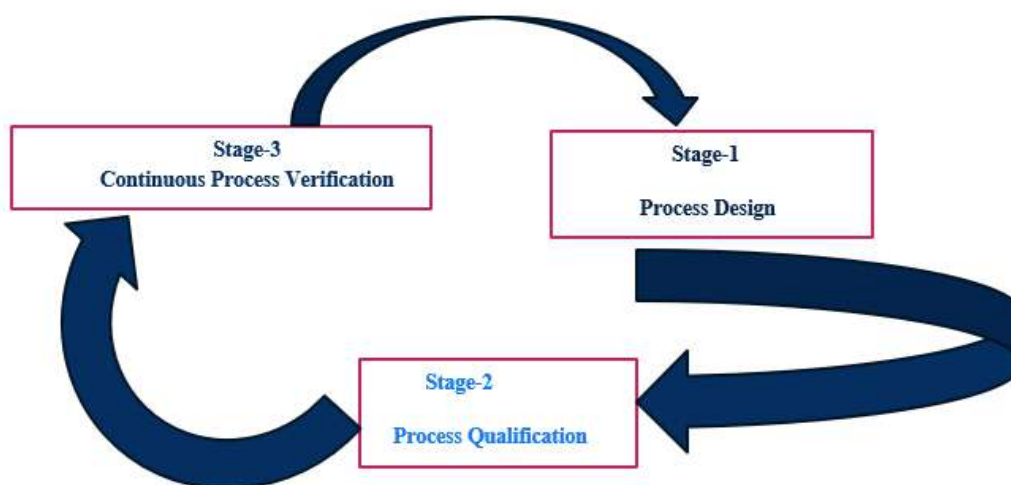 Stage-3
Continuous Process Verification
Stage-1
Process Design
Stage-2
Process Qualification